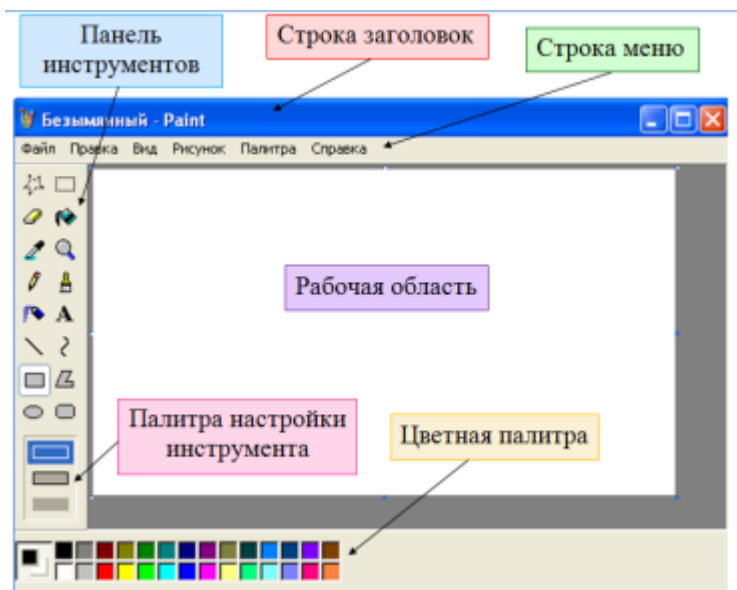 Панель
инструментов
Строка заголовок
Строка меню
Безымянный - Paint
Файл Правка Вид Рисунок Палитра Справка
A
Рабочая область
Палитра настройки
инструмента
Цветная палитра